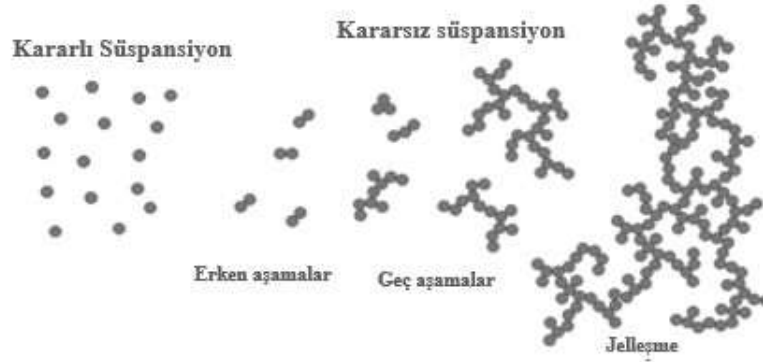 Kararlı Süspansiyon
Kararsız süspansiyon
Erken aşamalar
Geç aşamalar
Jelleşme